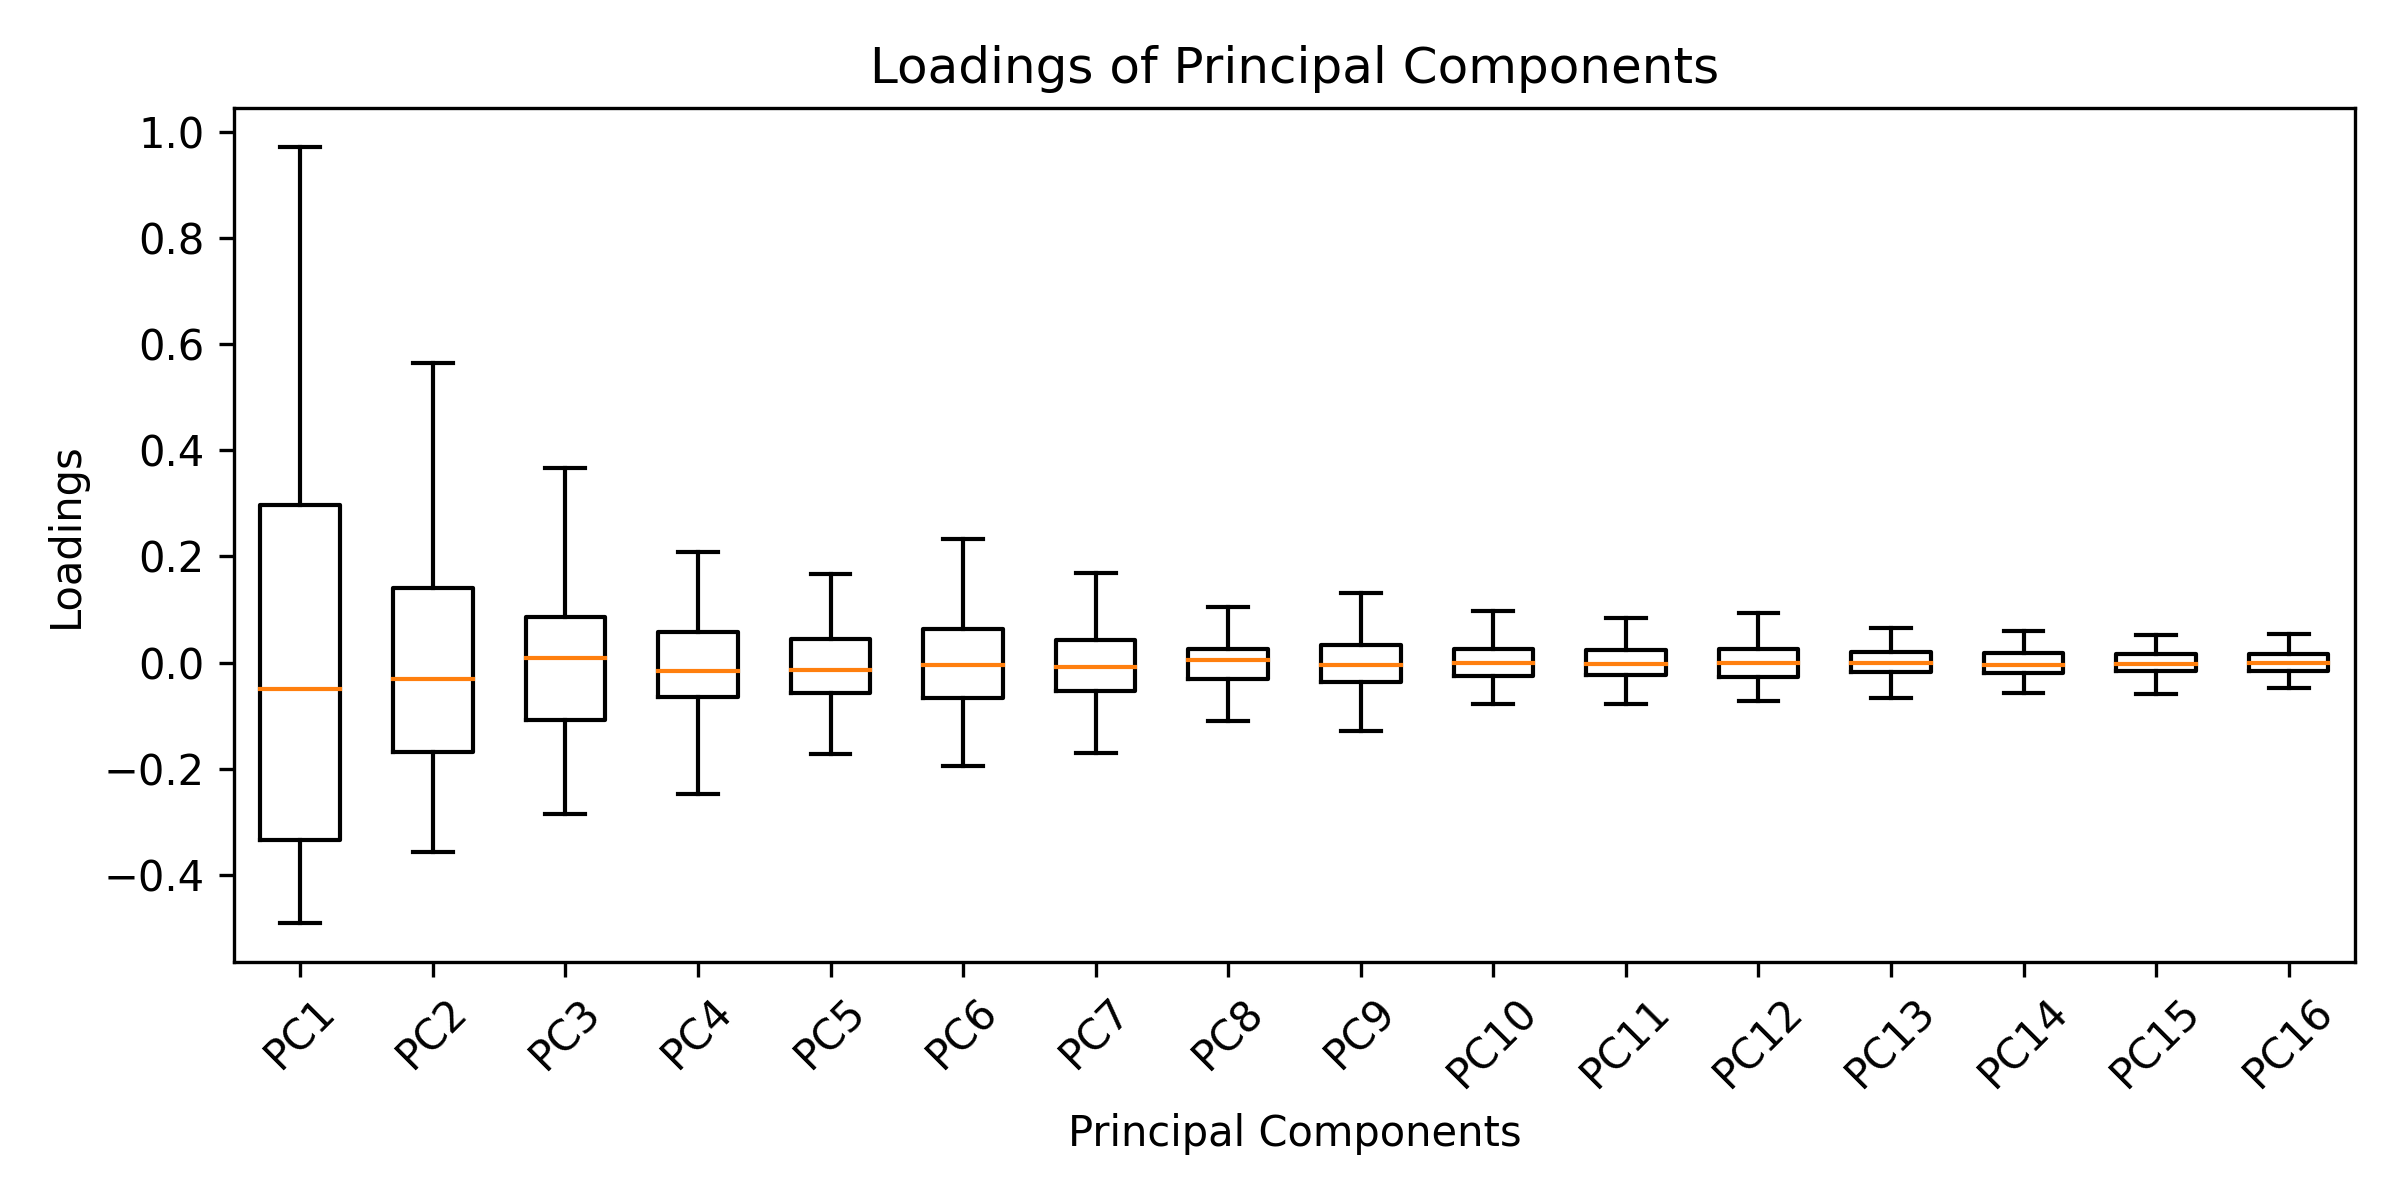 Loadings of Principal Components
Loadings
1.0
0.8
0.6
0.4
0.2
0.0
−0.2
−0.4
PC1 PC2 PC3 PC4 PC5 PC6 PC7 PC8 PC9 PC10 PC11 PC12 PC13 PC14 PC15 PC16
Principal Components